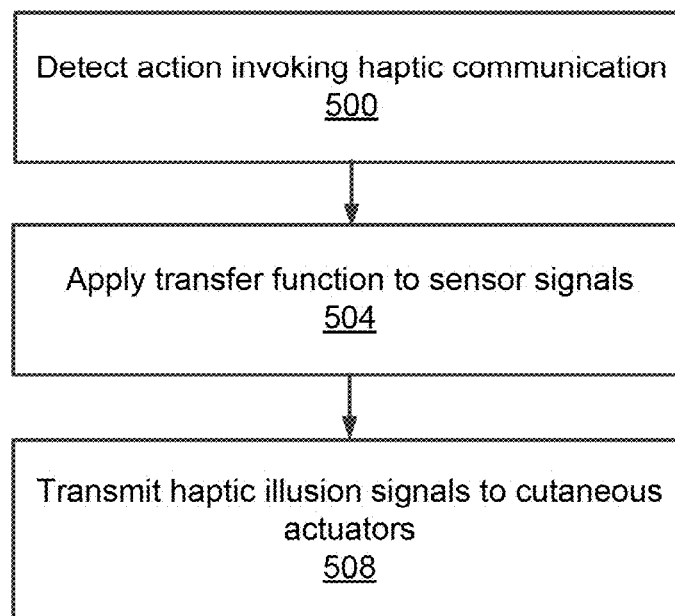 Detect action invoking haptic communication
500
Apply transfer function to sensor signals
504
Transmit haptic illusion signals to cutaneous
actuators
508